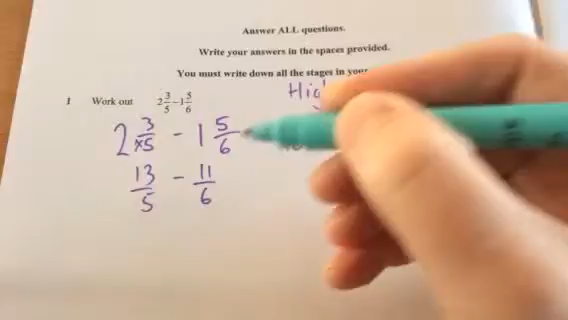 Answer ALL questions.
Write your answers in the spaces provided.
You must write down all the stages in your
1 Work out 2 3/5 - 1 5/6
2 3/×5 - 1 5/6
13/5 - 11/6